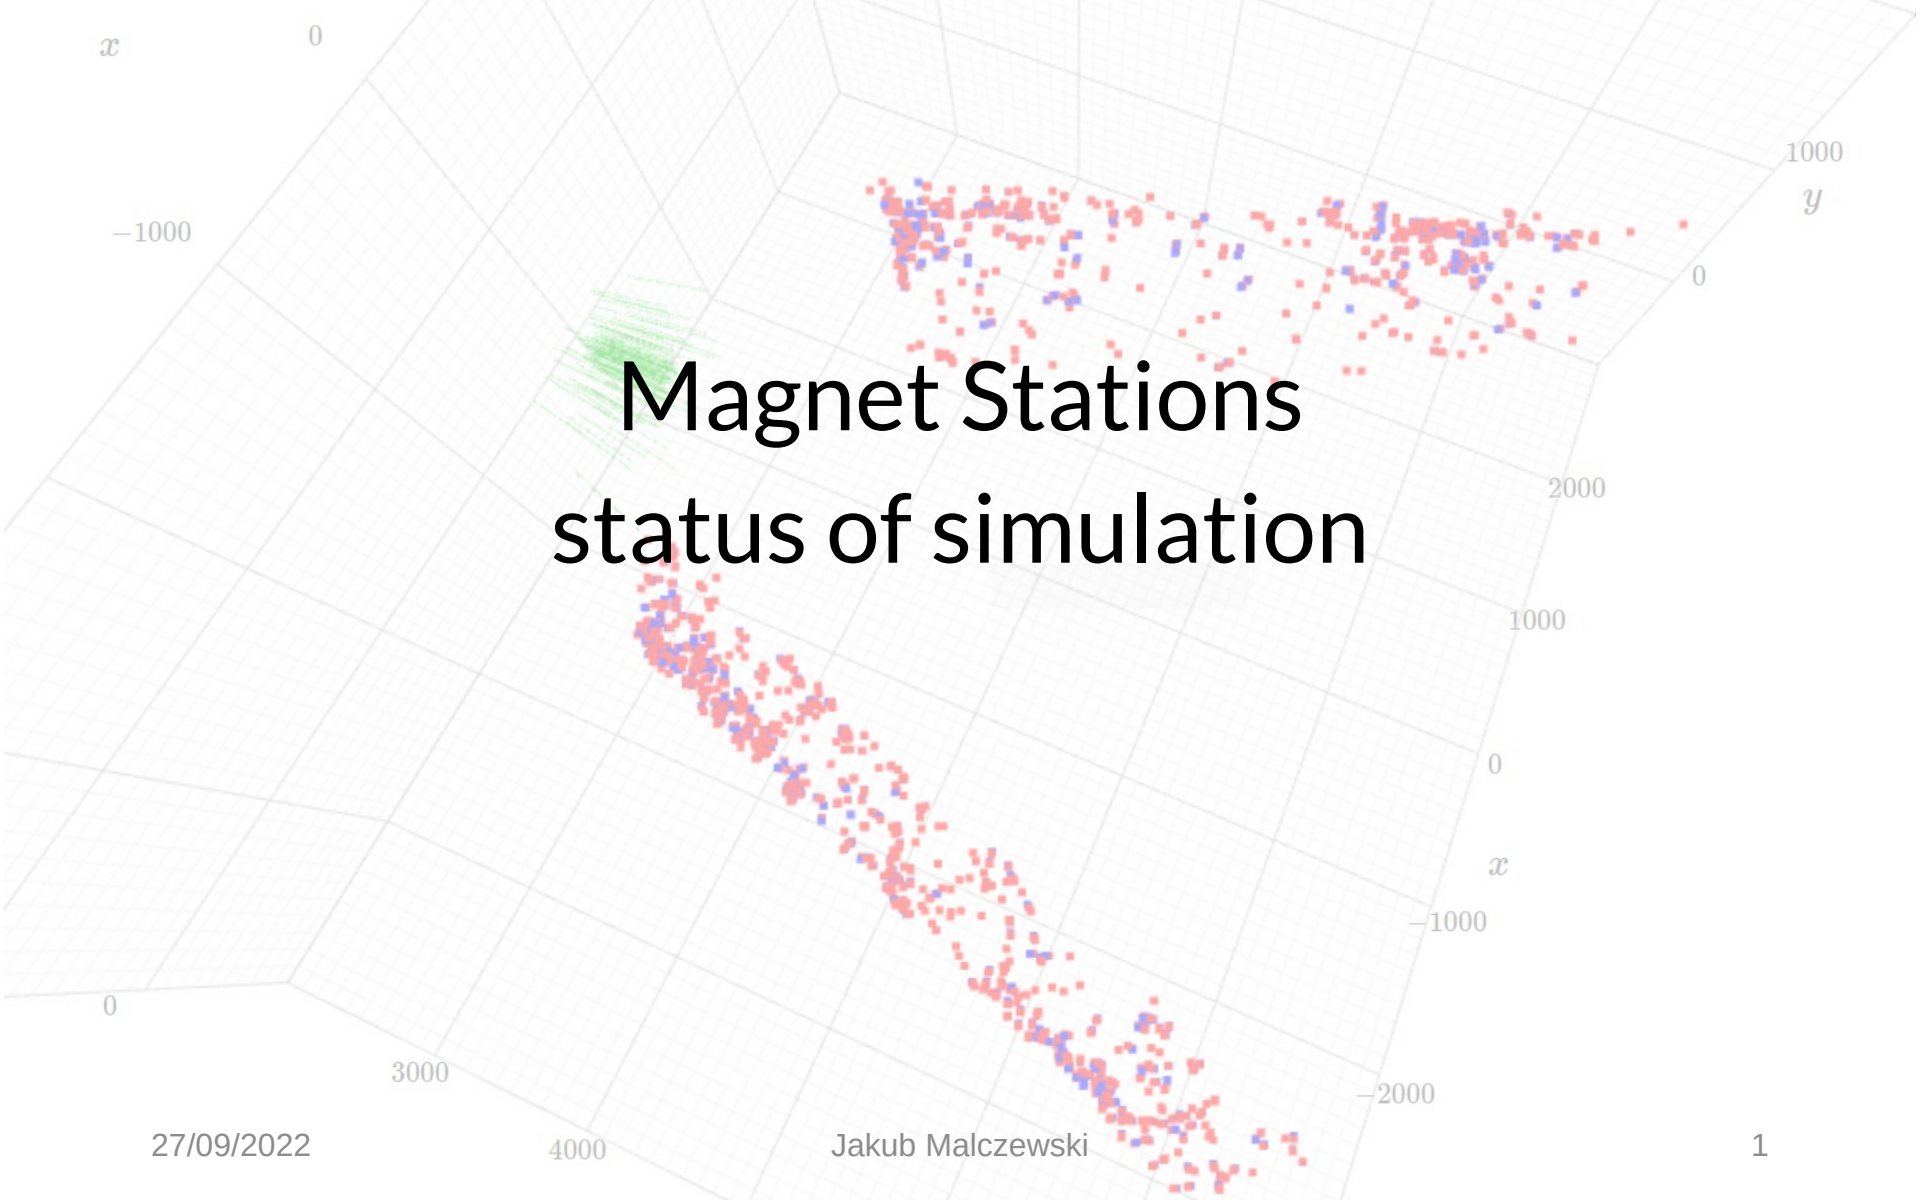 x
0
1000
y
−1000
0
Magnet Stations
2000
status of simulation
1000
0
x
−1000
0
3000
−2000
27/09/2022
4000
Jakub Malczewski
1